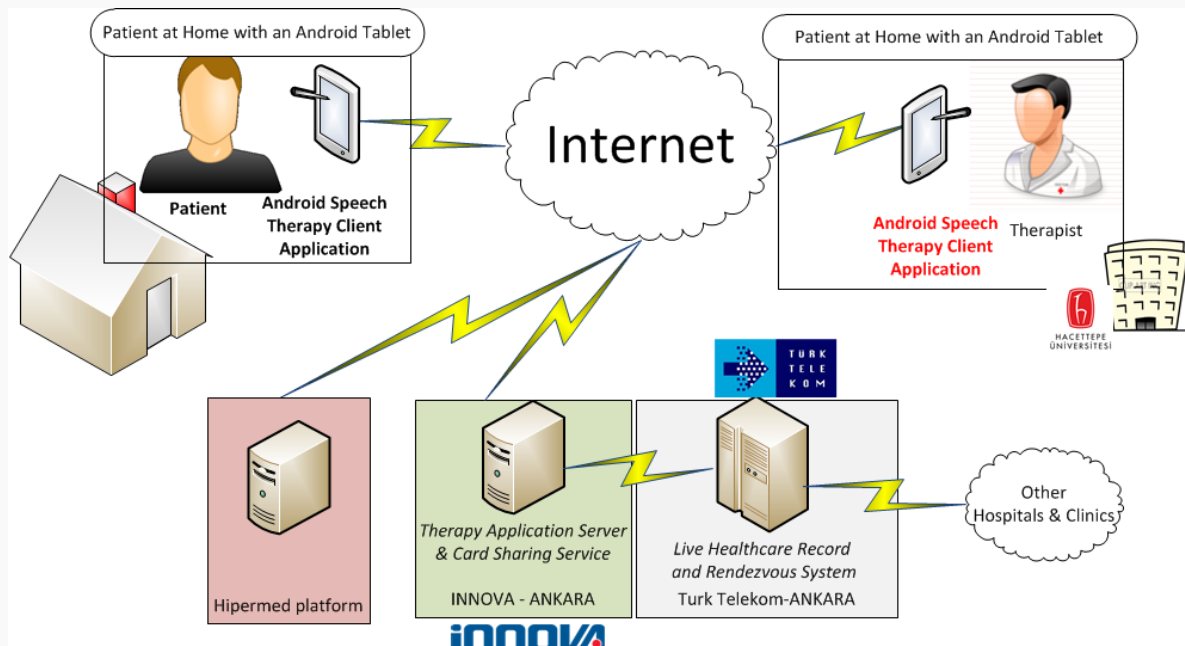 Patient at Home with an Android Tablet
Patient
Android Speech
Therapy Client
Application
Internet
Patient at Home with an Android Tablet
Android Speech
Therapy Client
Application
Therapist
HACETTEPE
ÜNİVERSİTESİ
TÜRK
TELE
KOM
Hipermed platform
Therapy Application Server
& Card Sharing Service
INNOVA - ANKARA
innova
Live Healthcare Record
and Rendezvous System
Turk Telekom-ANKARA
Other
Hospitals & Clinics